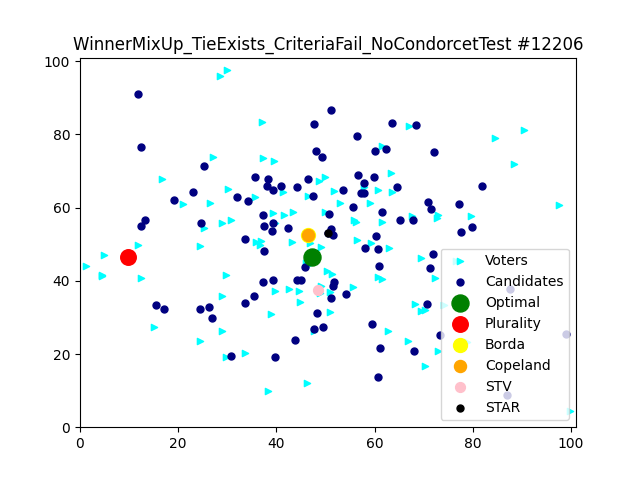 WinnerMixUp_TieExists_CriteriaFail_NoCondorcetTest #12206
100
80
60
40
20
0
0 20 40 60 80 100
Voters
Candidates
Optimal
Plurality
Borda
Copeland
STV
STAR